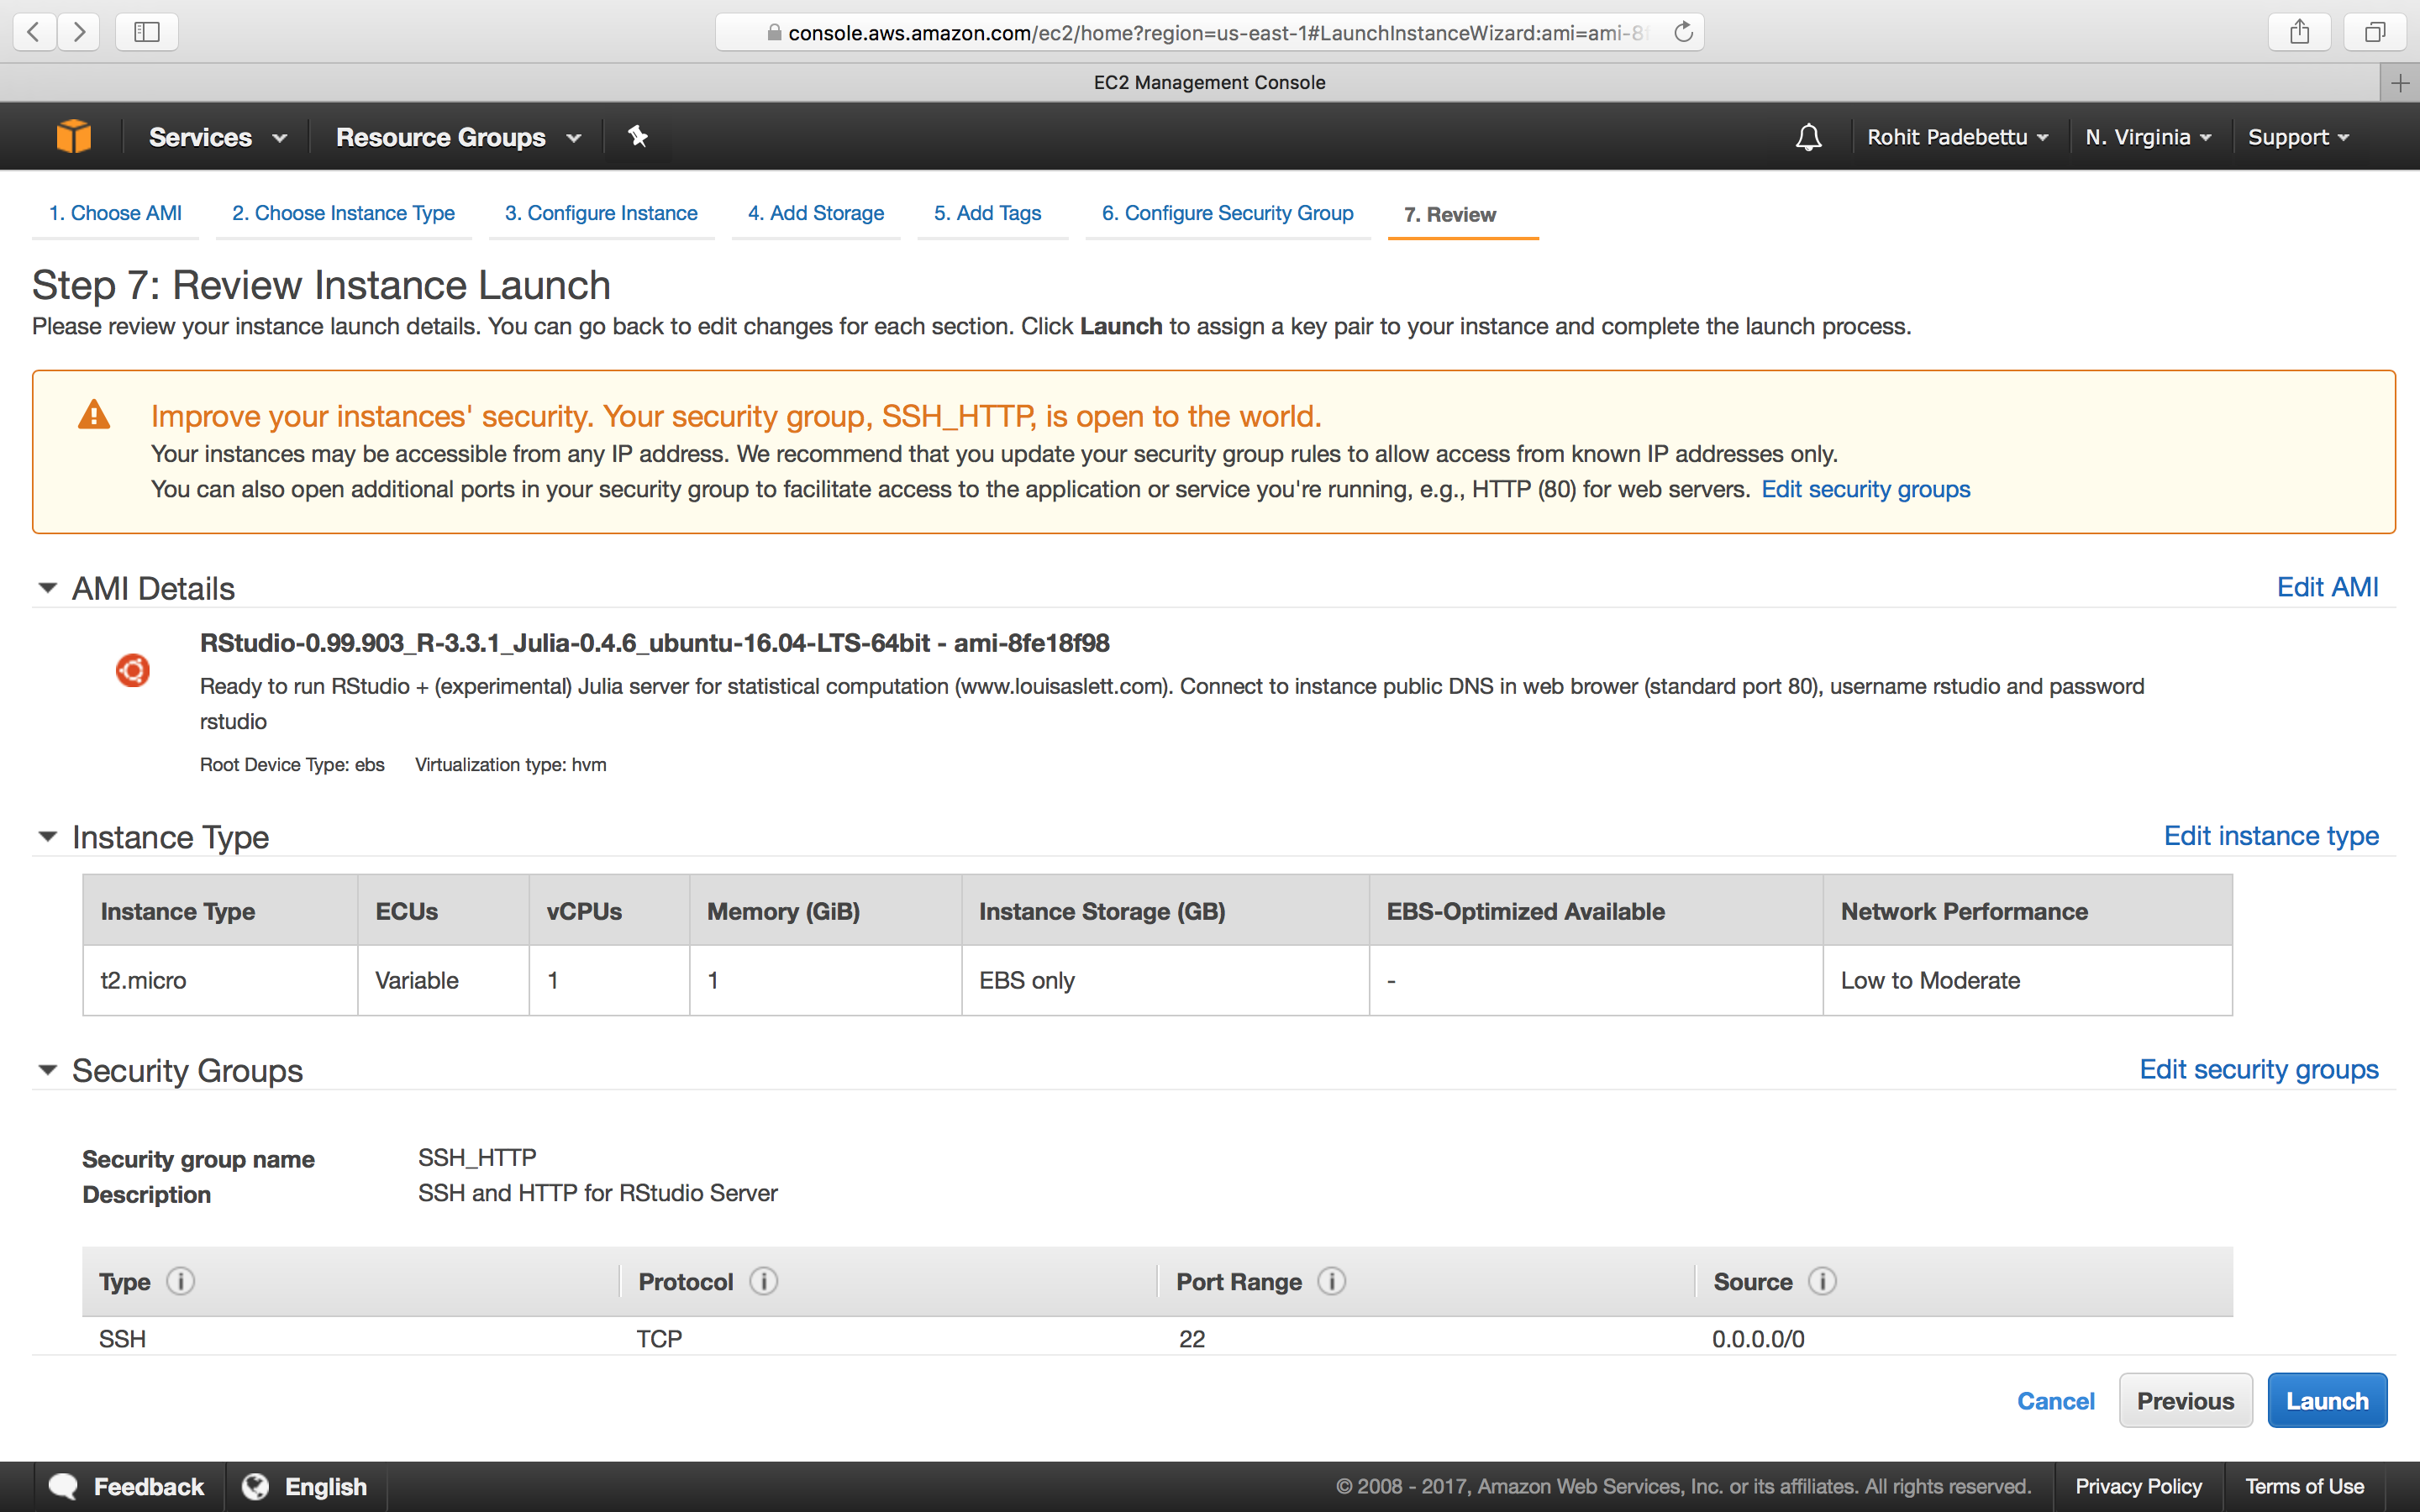 console.aws.amazon.com/ec2/home?region=us-east-1#LaunchInstanceWizard:ami=ami-8f
EC2 Management Console
Services Resource Groups Rohit Padebettu N. Virginia Support
1. Choose AMI 2. Choose Instance Type 3. Configure Instance 4. Add Storage 5. Add Tags 6. Configure Security Group 7. Review
Step 7: Review Instance Launch
Please review your instance launch details. You can go back to edit changes for each section. Click Launch to assign a key pair to your instance and complete the launch process.
Improve your instances' security. Your security group, SSH_HTTP, is open to the world.
Your instances may be accessible from any IP address. We recommend that you update your security group rules to allow access from known IP addresses only.
You can also open additional ports in your security group to facilitate access to the application or service you're running, e.g., HTTP (80) for web servers. Edit security groups
AMI Details Edit AMI
RStudio-0.99.903_R-3.3.1_Julia-0.4.6_ubuntu-16.04-LTS-64bit - ami-8fe18f98
Ready to run RStudio + (experimental) Julia server for statistical computation (www.louisaslett.com). Connect to instance public DNS in web brower (standard port 80), username rstudio and password
rstudio
Root Device Type: ebs Virtualization type: hvm
Instance Type Edit instance type
Instance Type ECUs vCPUs Memory (GiB) Instance Storage (GB) EBS-Optimized Available Network Performance
t2.micro Variable 1 1 EBS only - Low to Moderate
Security Groups Edit security groups
Security group name SSH_HTTP
Description SSH and HTTP for RStudio Server
Type Protocol Port Range Source
SSH TCP 22 0.0.0.0/0
Cancel Previous Launch
Feedback English © 2008 - 2017, Amazon Web Services, Inc. or its affiliates. All rights reserved. Privacy Policy Terms of Use